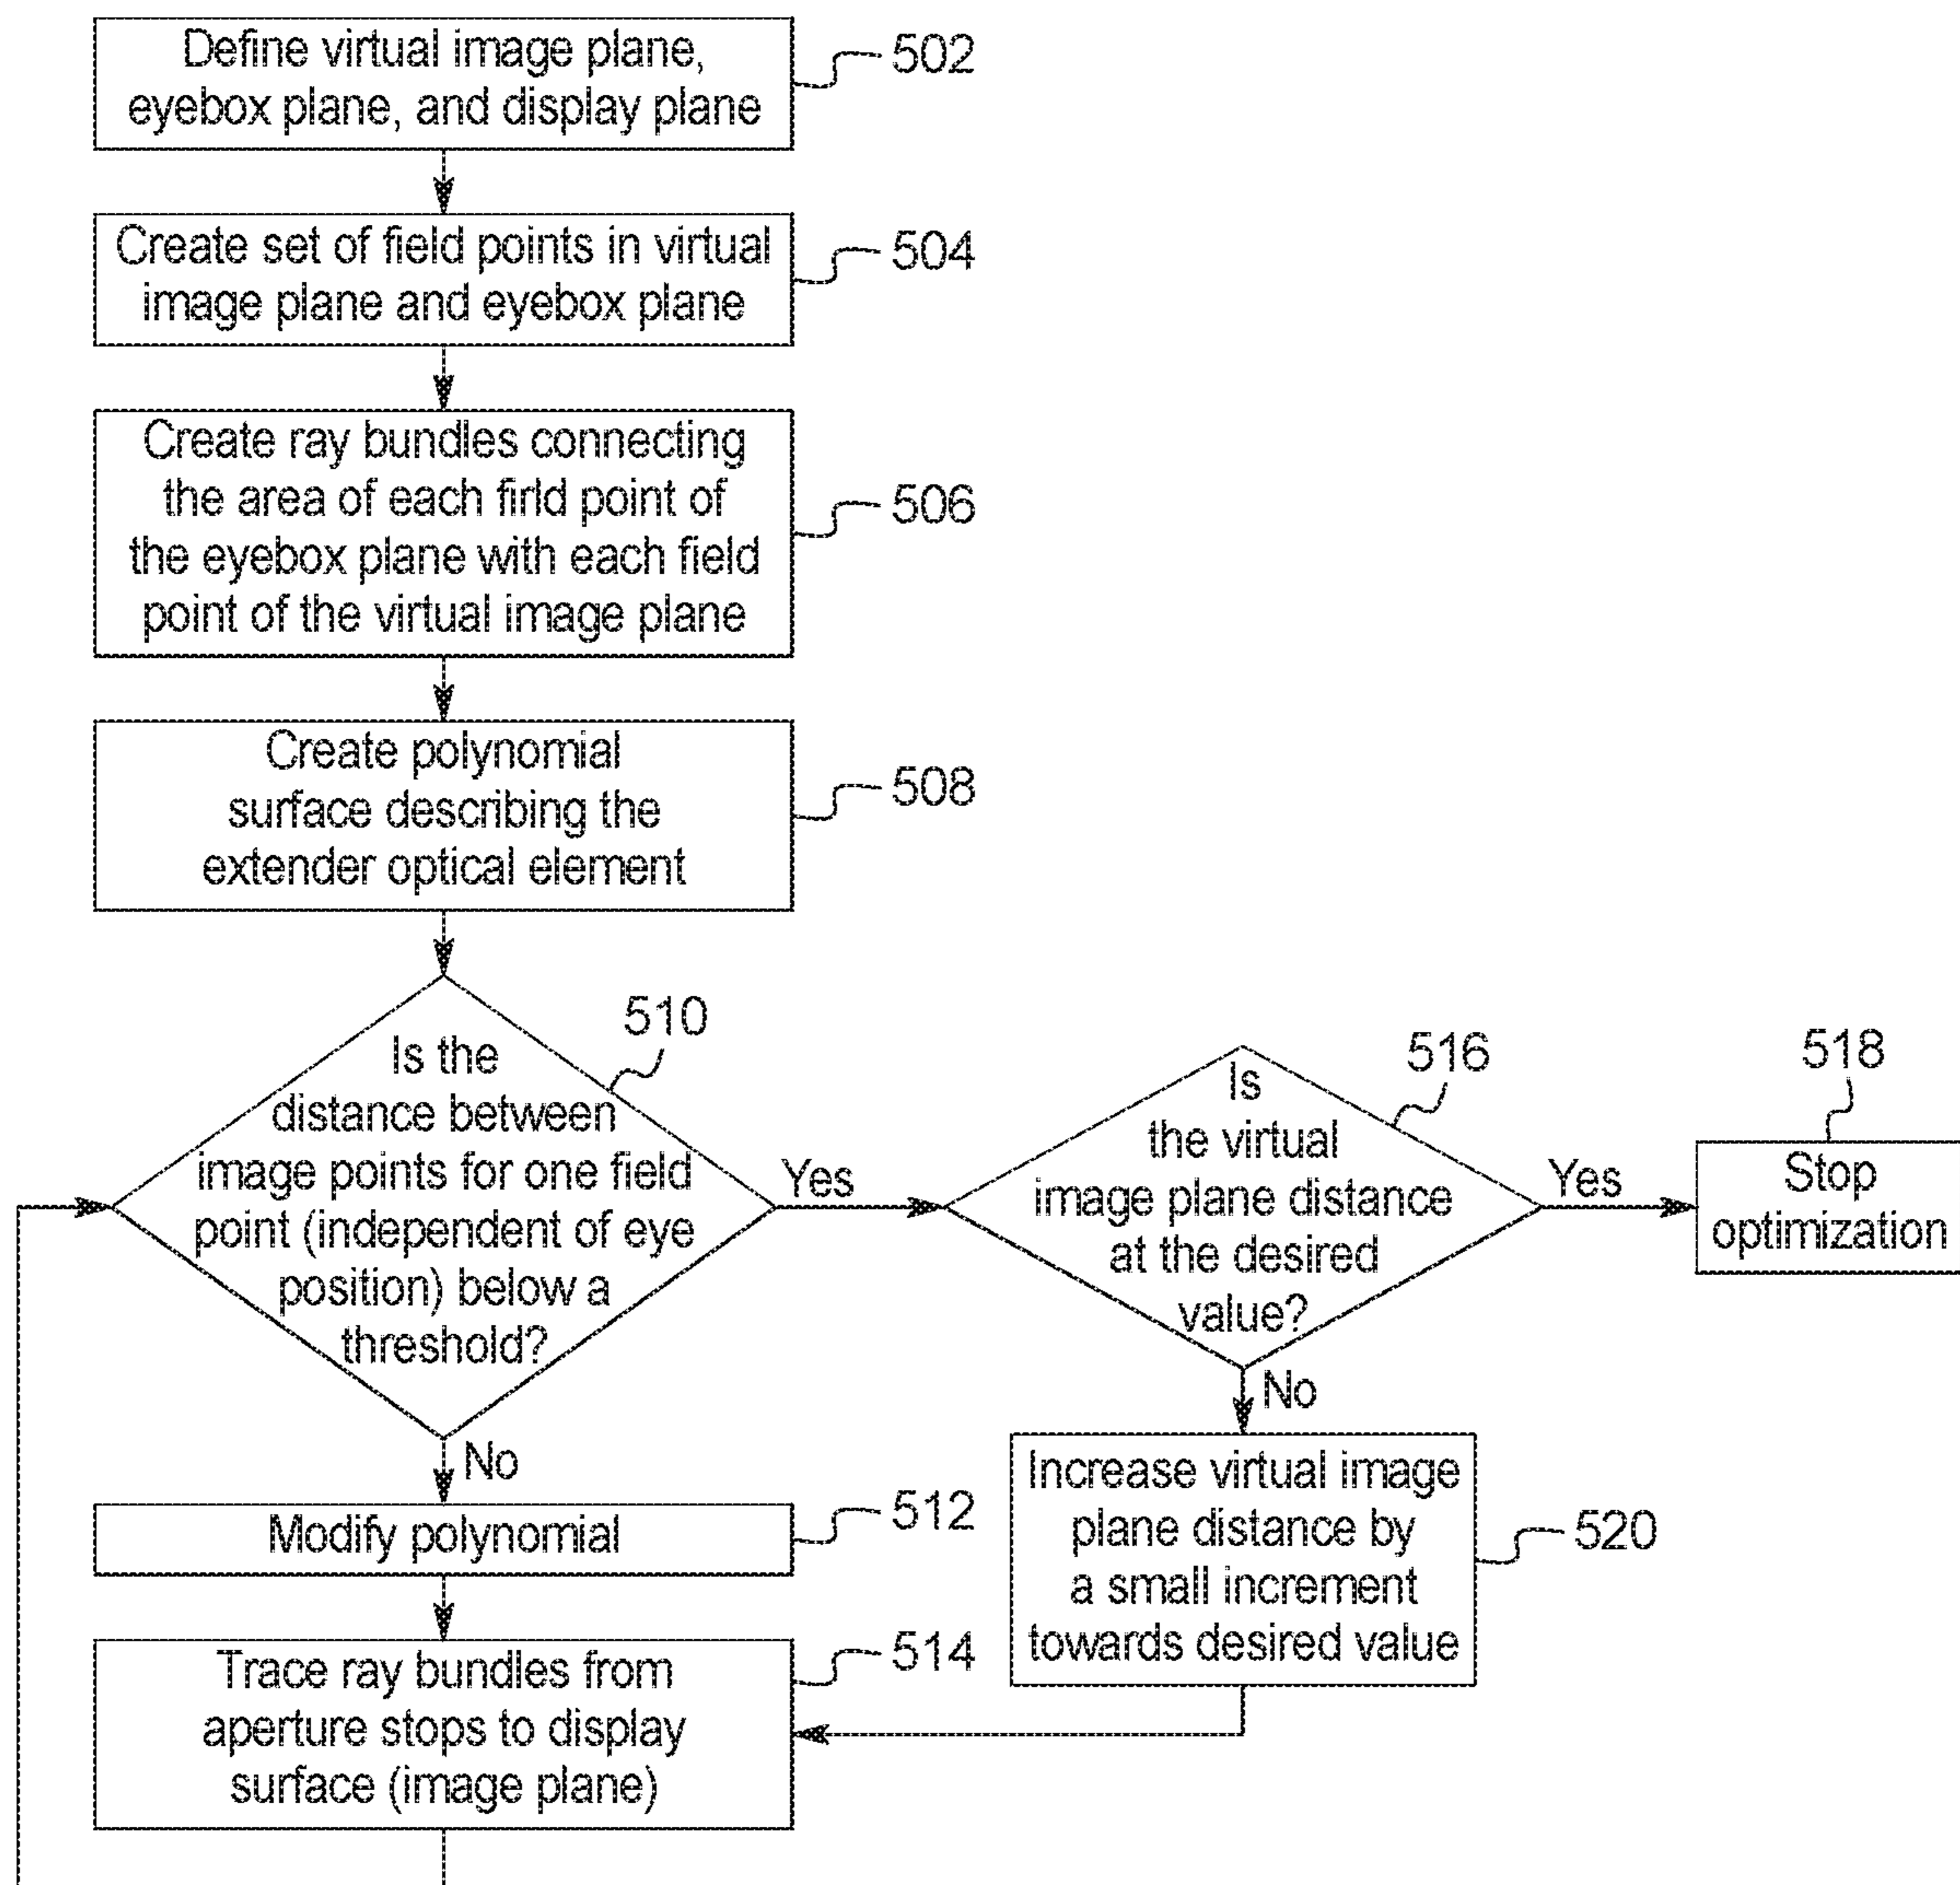 Define virtual image plane,
eyebox plane, and display plane
502
Create set of field points in virtual
image plane and eyebox plane
504
Create ray bundles connecting
the area of each firld point of
the eyebox plane with each field
point of the virtual image plane
506
Create polynomial
surface describing the
extender optical element
508
510
Is the
distance between
image points for one field
point (independent of eye
position) below a
threshold?
Yes
516
Is
the virtual
image plane distance
at the desired
value?
Yes
518
Stop
optimization
No
Modify polynomial
512
No
Increase virtual image
plane distance by
a small increment
towards desired value
520
Trace ray bundles from
aperture stops to display
surface (image plane)
514